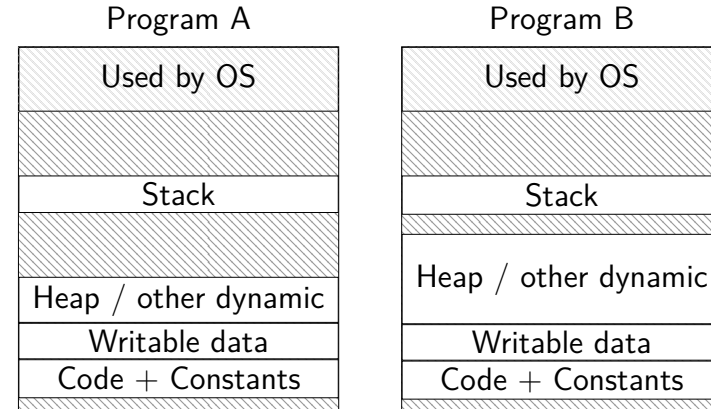 Program A
Used by OS
Stack
Heap / other dynamic
Writable data
Code + Constants
Program B
Used by OS
Stack
Heap / other dynamic
Writable data
Code + Constants